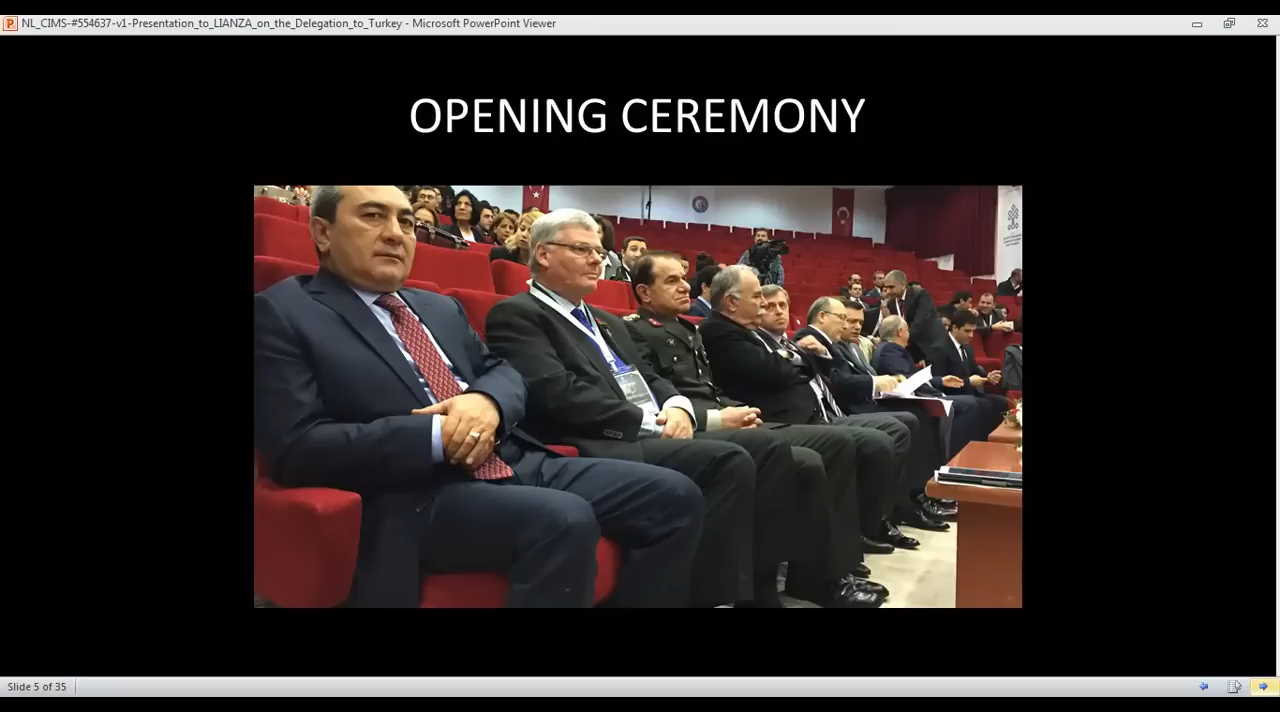 NL_CIMS-#554637-v1-Presentation_to_LIANZA_on_the_Delegation_to_Turkey - Microsoft PowerPoint Viewer
OPENING CEREMONY
Slide 5 of 35